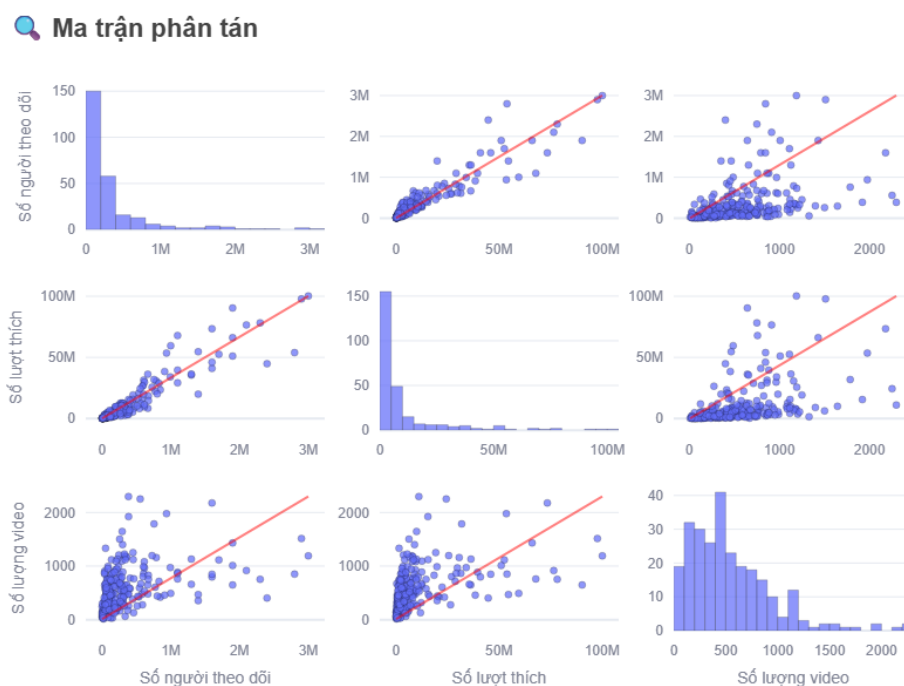 🔍 Ma trận phân tán
Số người theo dõi
150
100
50
0
0 1M 2M 3M
3M
2M
1M
0
0 50M 100M
3M
2M
1M
0
0 1000 2000
Số lượt thích
100M
50M
0
0 1M 2M 3M
150
100
50
0
0 50M 100M
100M
50M
0
0 1000 2000
Số lượng video
2000
1000
0
0 1M 2M 3M
Số người theo dõi
2000
1000
0
0 50M 100M
Số lượt thích
40
30
20
10
0
0 500 1000 1500 2000
Số lượng video